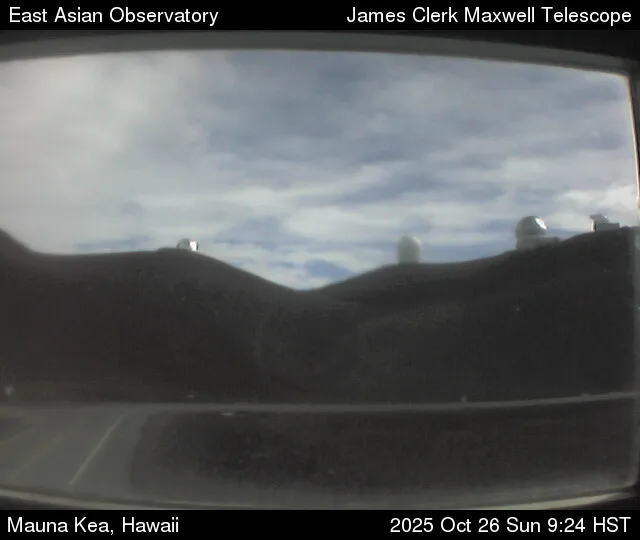 East Asian Observatory
James Clerk Maxwell Telescope
Mauna Kea, Hawaii
2025 Oct 26 Sun 9:24 HST